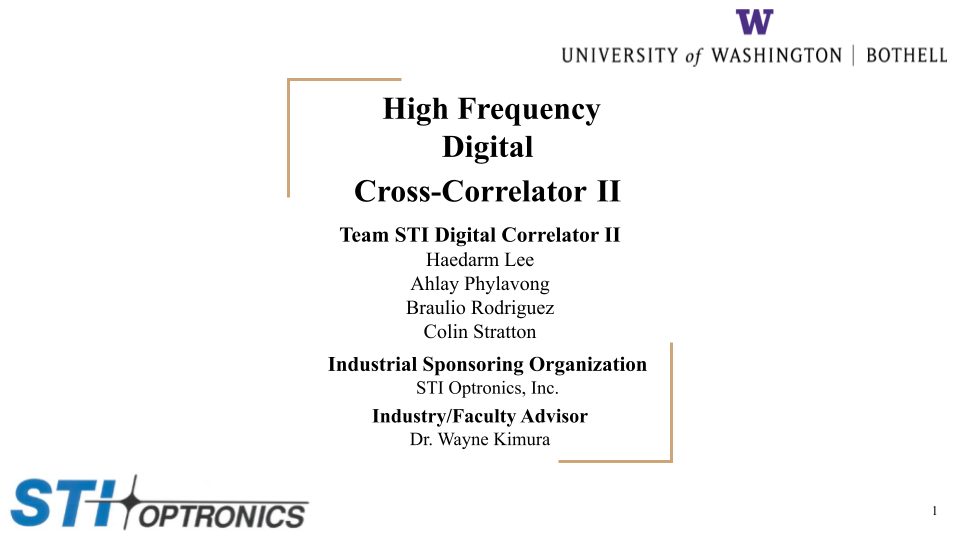 W
UNIVERSITY of WASHINGTON | BOTHELL
High Frequency
Digital
Cross-Correlator II
Team STI Digital Correlator II
Haedarm Lee
Ahlay Phylavong
Braulio Rodriguez
Colin Stratton
Industrial Sponsoring Organization
STI Optronics, Inc.
Industry/Faculty Advisor
Dr. Wayne Kimura
STI OPTRONICS
1